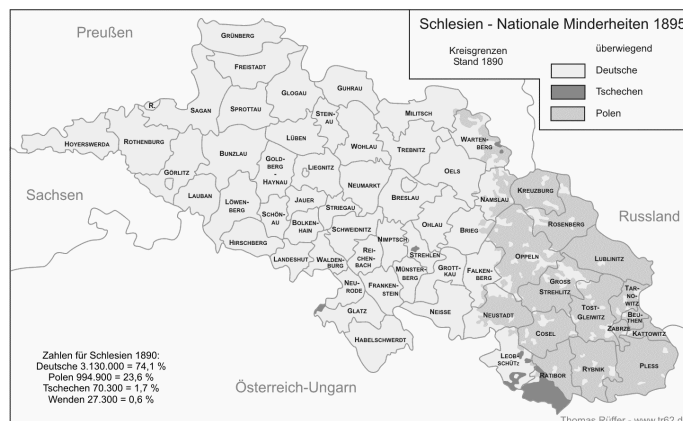 Schlesien - Nationale Minderheiten 1895
Kreisgrenzen
Stand 1890
überwiegend
Deutsche
Tschechen
Polen
Preußen
Sachsen
Russland
Österreich-Ungarn
GRÜNBERG
FREISTADT
SAGAN
R.
SPROTTAU
GLOGAU
GUHRAU
STEIN-
AU
MILITSCH
WARTEN-
BERG
HOYERSWERDA
ROTHENBURG
GÖRLITZ
BUNZLAU
LÜBEN
WOHLAU
TREBNITZ
GOLD-
BERG
-
HAYNAU
LIEGNITZ
NEUMARKT
OELS
LAUBAN
LÖWEN-
BERG
JAUER
STRIEGAU
BRESLAU
NAMSLAU
KREUZBURG
SCHÖN-
AU
BOLKEN-
HAIN
SCHWEIDNITZ
NIMPTSCH
OHLAU
BRIEG
ROSENBERG
HIRSCHBERG
LANDESHUT
WALDEN-
BURG
REI-
CHEN-
BACH
STREHLEN
OPPELN
LUBLINITZ
NEU-
RODE
FRANKEN-
STEIN
MÜNSTER-
BERG
GROTT-
KAU
FALKEN-
BERG
GROSS
STREHLITZ
TAR-
NO-
WITZ
GLATZ
NEISSE
NEUSTADT
TOST-
GLEIWITZ
BEU-
THEN
ZABRZE
KATTOWITZ
HABELSCHWERDT
COSEL
LEOB-
SCHÜTZ
RATIBOR
RYBNIK
PLESS
Zahlen für Schlesien 1890:
Deutsche 3.130.000 = 74,1 %
Polen 994.900 = 23,6 %
Tschechen 70.300 = 1,7 %
Wenden 27.300 = 0,6 %
Thomas Rüffer - www.tr62.d